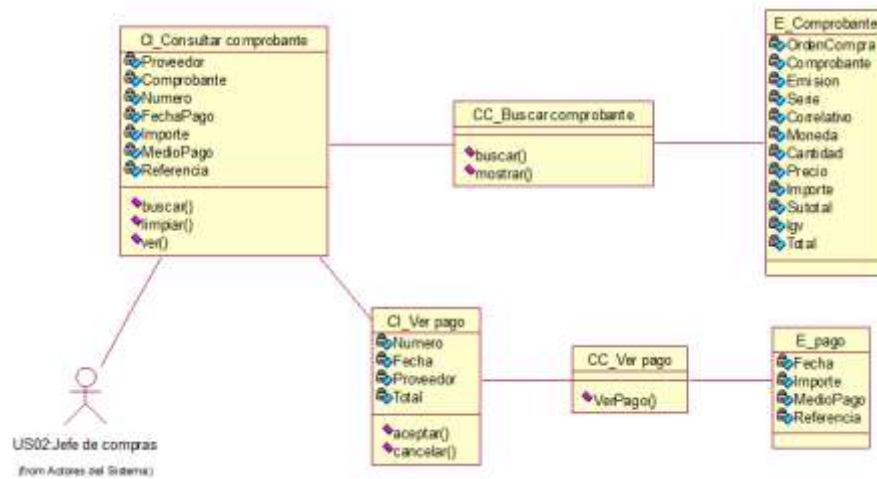 CI_Consultar comprobante
Proveedor
Comprobante
Numero
FechaPago
Importe
MedioPago
Referencia
buscar()
limpiar()
ver()
CC_Buscar comprobante
buscar()
mostrar()
E_Comprobante
OrdenCompra
Comprobante
Emision
Serie
Correlativo
Moneda
Cantidad
Precio
Importe
Sutotal
Igv
Total
CI_Ver pago
Numero
Fecha
Proveedor
Total
aceptar()
cancelar()
CC_Ver pago
VerPago()
E_pago
Fecha
Importe
MedioPago
Referencia
US02:Jefe de compras
(from Actores del Sistema)